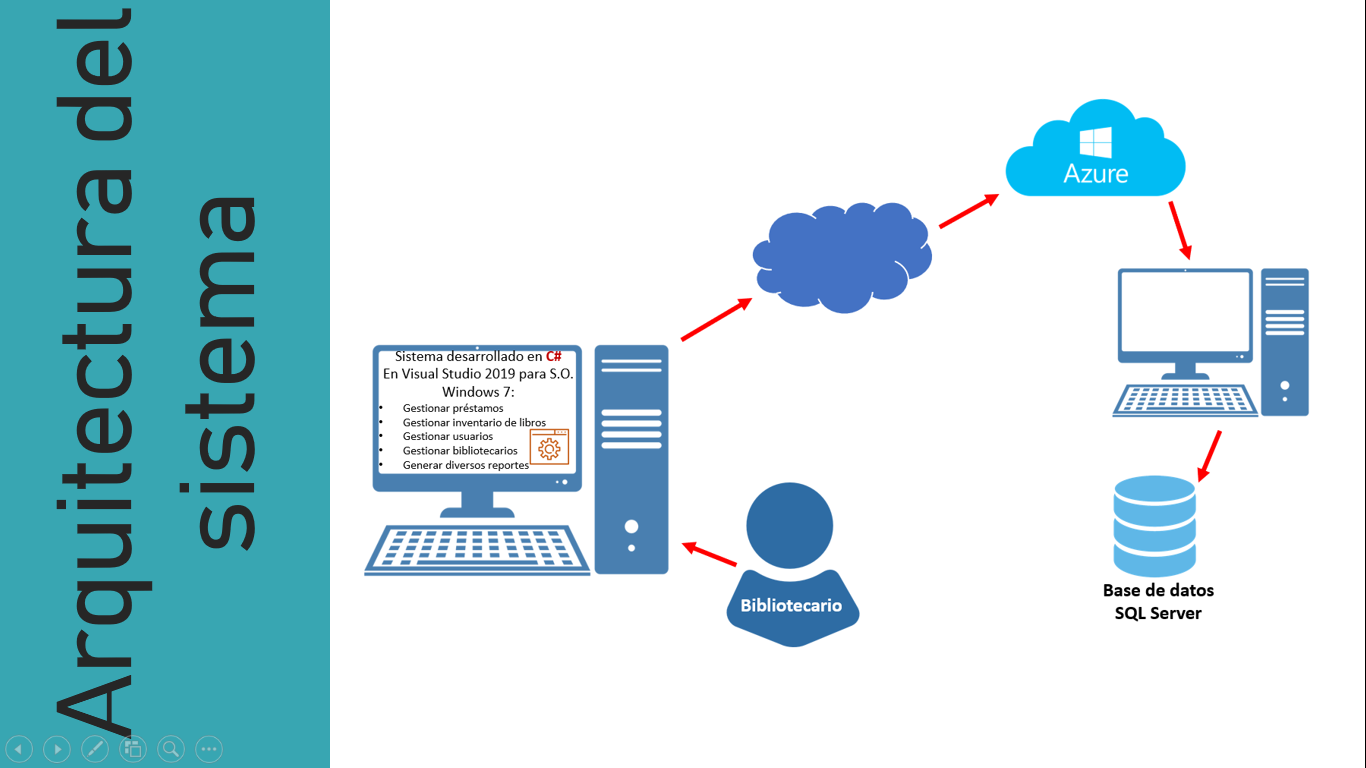 Arquitectura del
sistema
Azure
Sistema desarrollado en C#
En Visual Studio 2019 para S.O.
Windows 7:
• Gestionar préstamos
• Gestionar inventario de libros
• Gestionar usuarios
• Gestionar bibliotecarios
• Generar diversos reportes
Bibliotecario
Base de datos
SQL Server